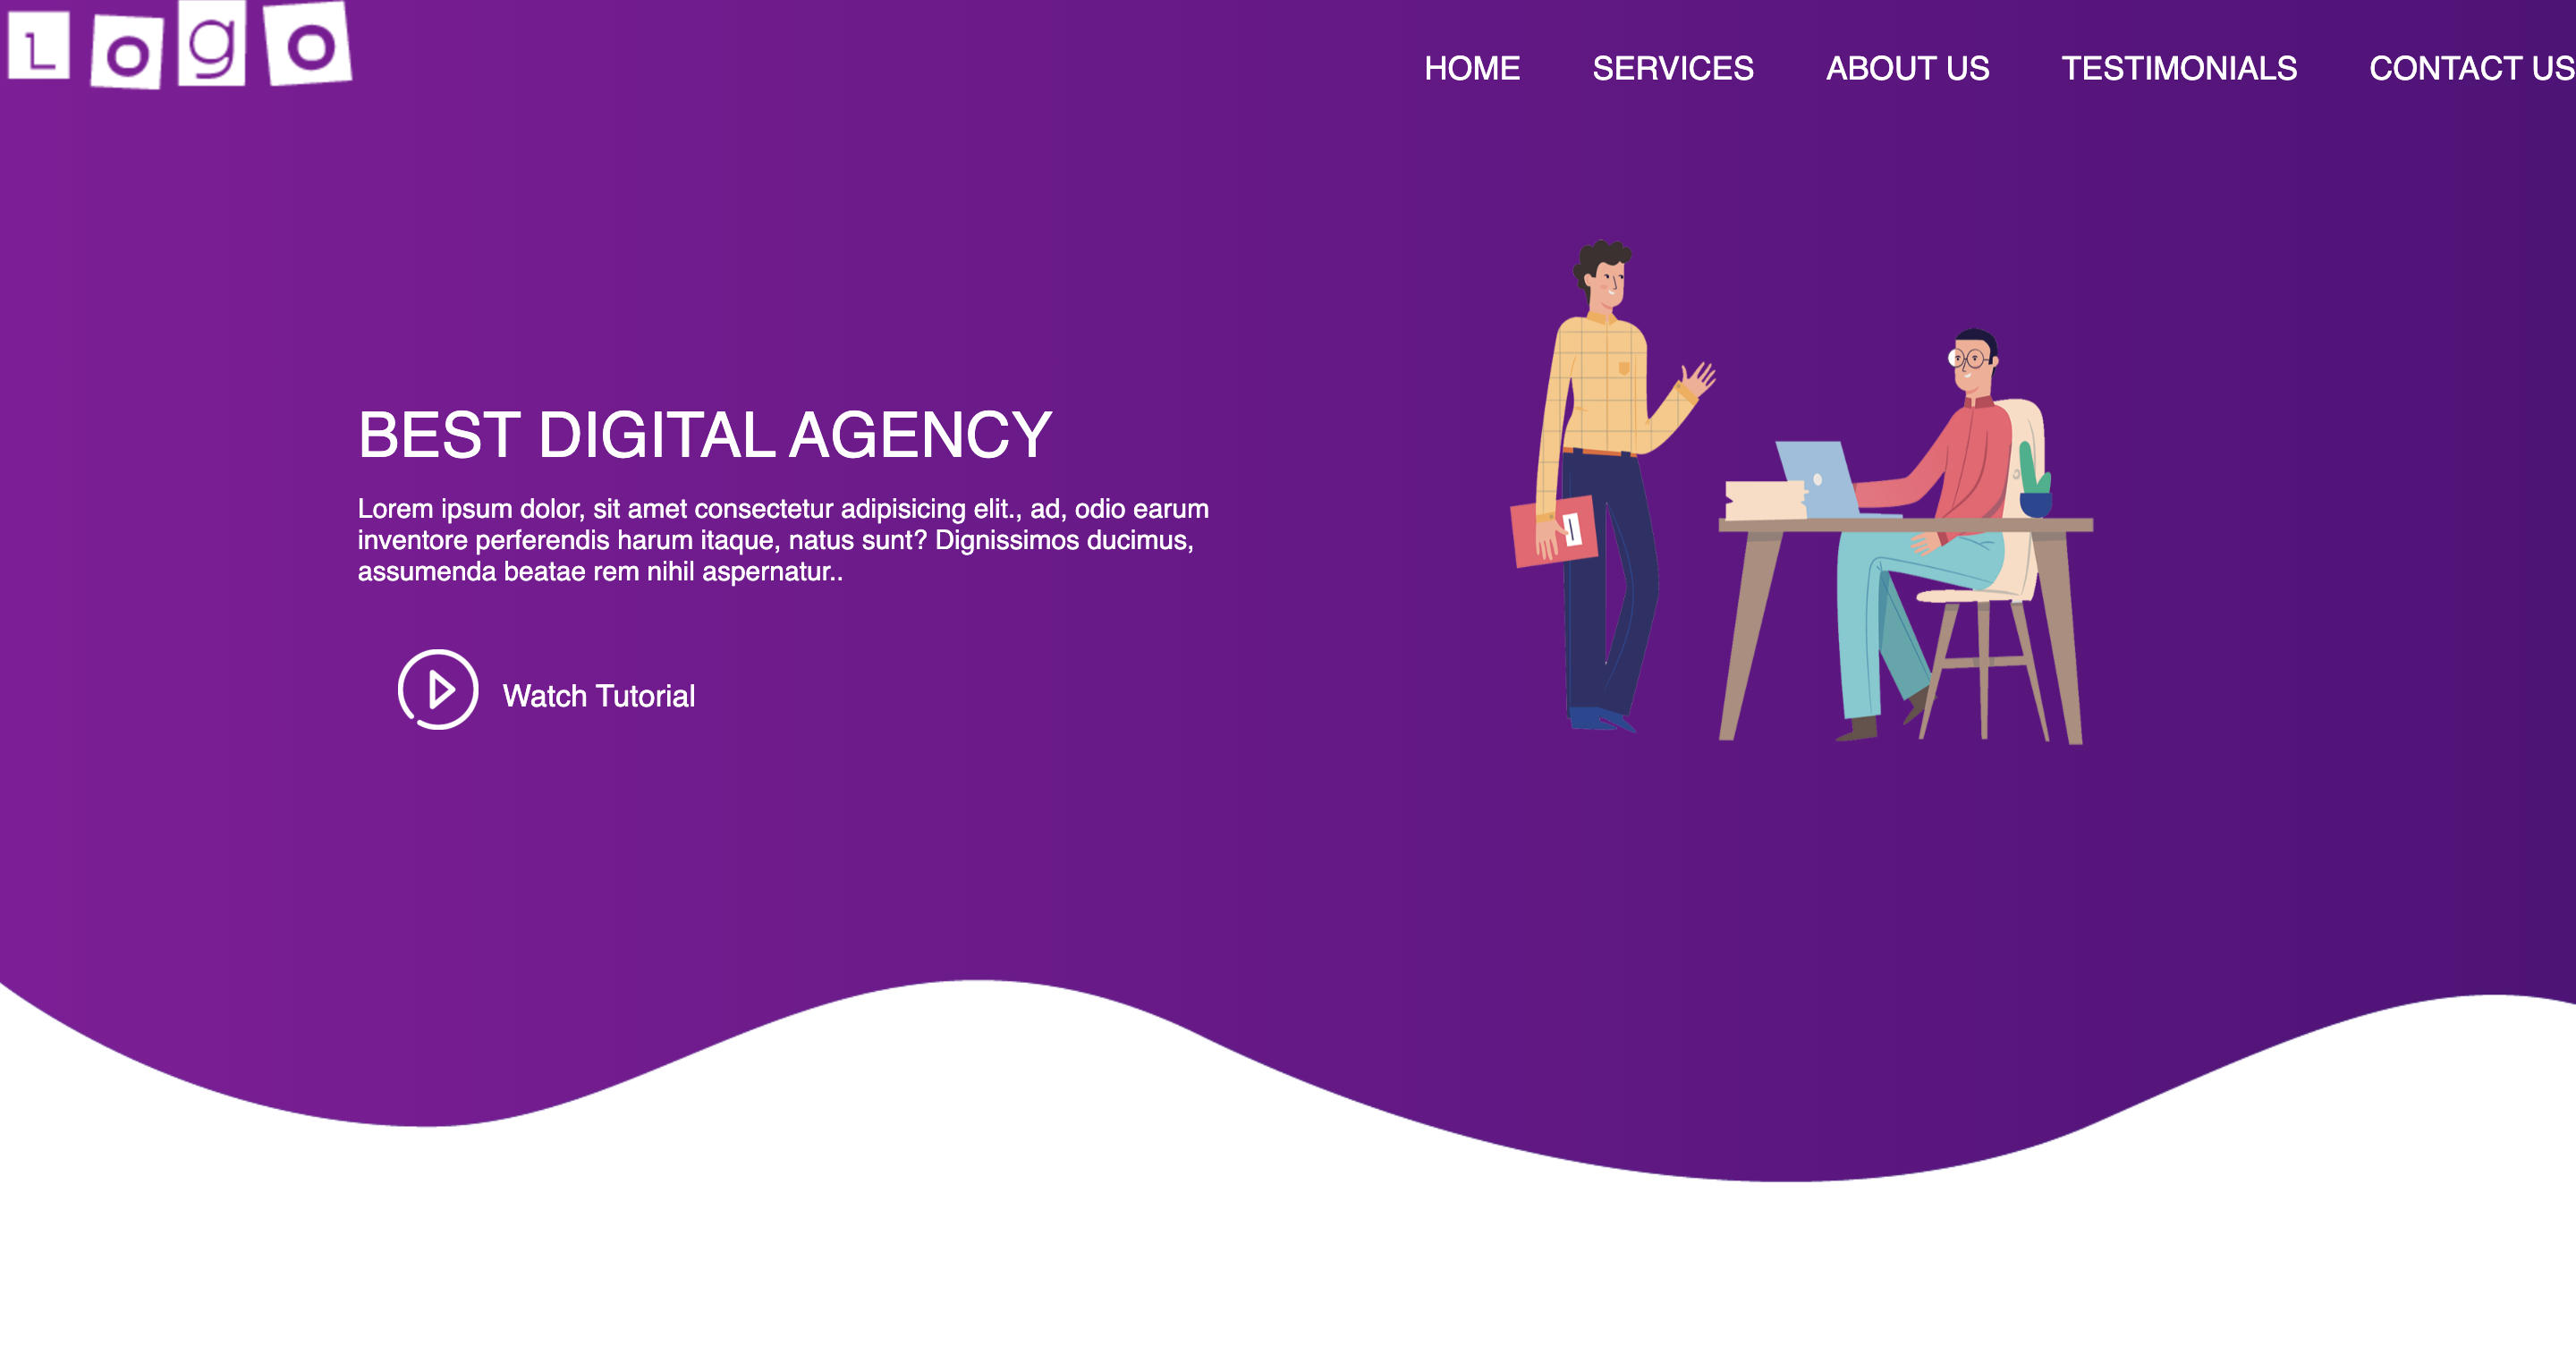 Logo
HOME SERVICES ABOUT US TESTIMONIALS CONTACT US
BEST DIGITAL AGENCY
Lorem ipsum dolor, sit amet consectetur adipisicing elit., ad, odio earum
inventore perferendis harum itaque, natus sunt? Dignissimos ducimus,
assumenda beatae rem nihil aspernatur..
Watch Tutorial